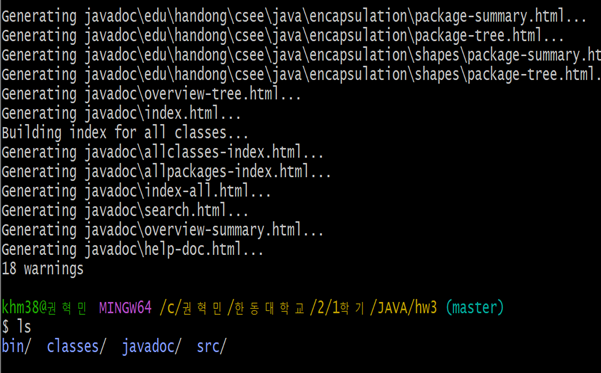 Generating javadoc\edu\handong\csee\java\encapsulation\package-summary.html...
Generating javadoc\edu\handong\csee\java\encapsulation\package-tree.html...
Generating javadoc\edu\handong\csee\java\encapsulation\shapes\package-summary.ht
Generating javadoc\edu\handong\csee\java\encapsulation\shapes\package-tree.html.
Generating javadoc\overview-tree.html...
Generating javadoc\index.html...
Building index for all classes...
Generating javadoc\allclasses-index.html...
Generating javadoc\allpackages-index.html...
Generating javadoc\index-all.html...
Generating javadoc\search.html...
Generating javadoc\overview-summary.html...
Generating javadoc\help-doc.html...
18 warnings
khm38@권혁민 MINGW64 /c/권혁민/한동대학교/2/1학기/JAVA/hw3 (master)
$ ls
bin/ classes/ javadoc/ src/